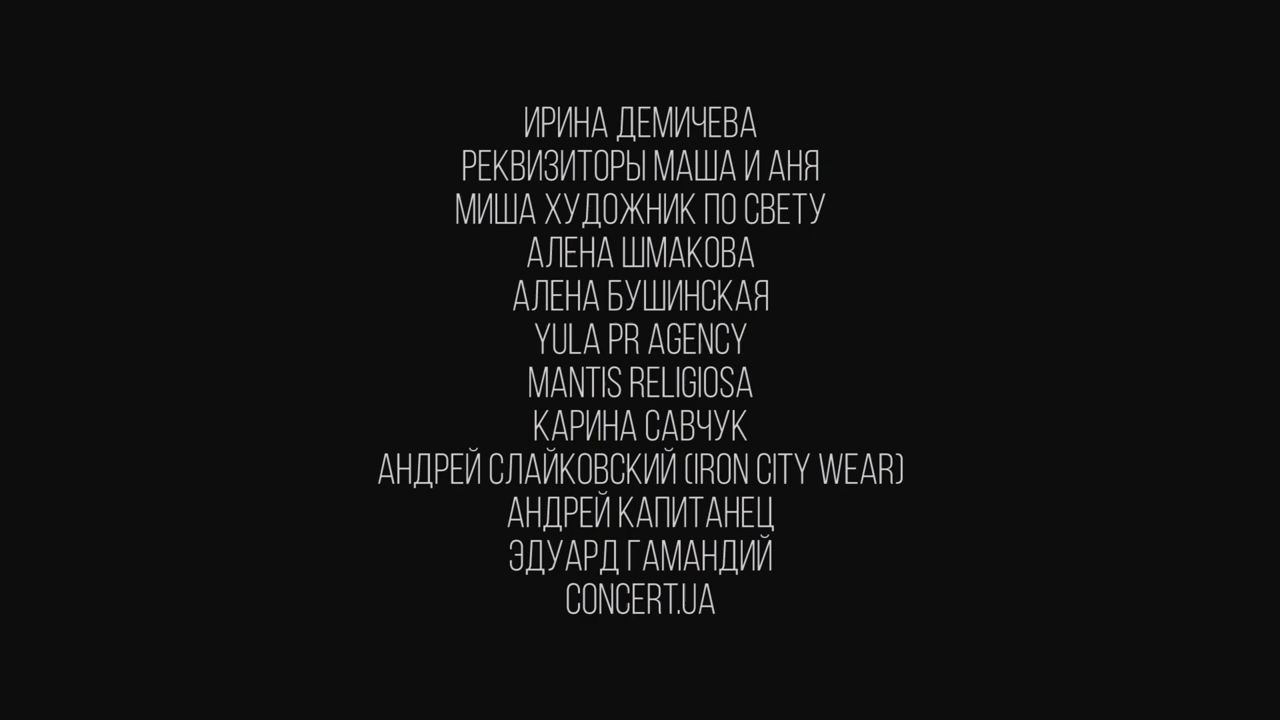 ИРИНА ДЕМИЧЕВА
РЕКВИЗИТОРЫ МАША И АНЯ
МИША ХУДОЖНИК ПО СВЕТУ
АЛЕНА ШМАКОВА
АЛЕНА БУШИНСКАЯ
YULA PR AGENCY
MANTIS RELIGIOSA
КАРИНА САВЧУК
АНДРЕЙ СЛАЙКОВСКИЙ (IRON CITY WEAR)
АНДРЕЙ КАПИТАНЕЦ
ЭДУАРД ГАМАНДИЙ
CONCERT.UA